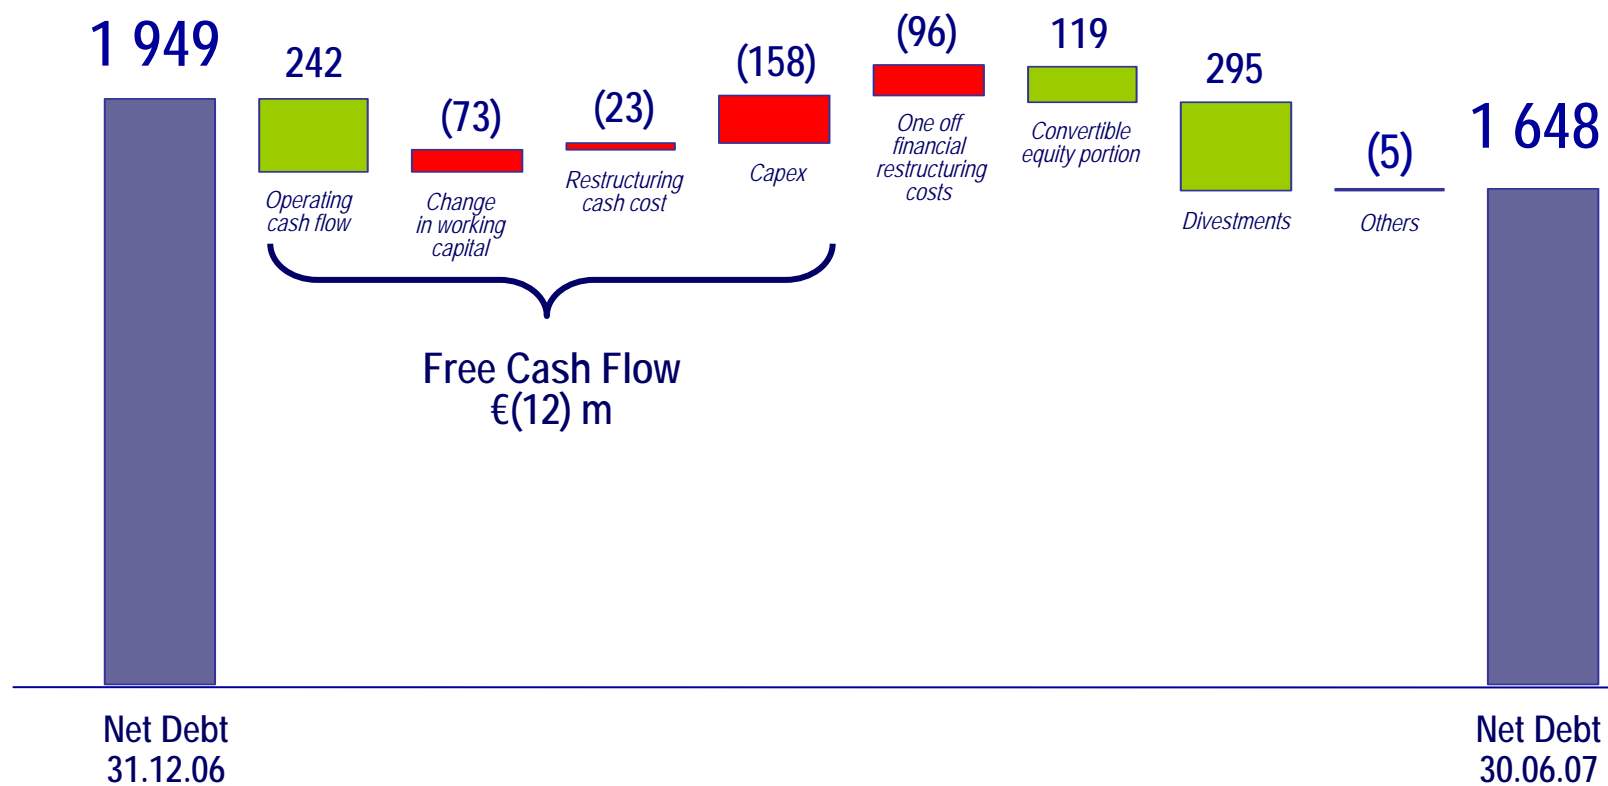 1 949
242
Operating
cash flow
(73)
Change
in working
capital
(23)
Restructuring
cash cost
(158)
Capex
(96)
One off
financial
restructuring
costs
119
Convertible
equity portion
295
Divestments
(5)
Others
1 648
Free Cash Flow
€(12) m
Net Debt
31.12.06
Net Debt
30.06.07